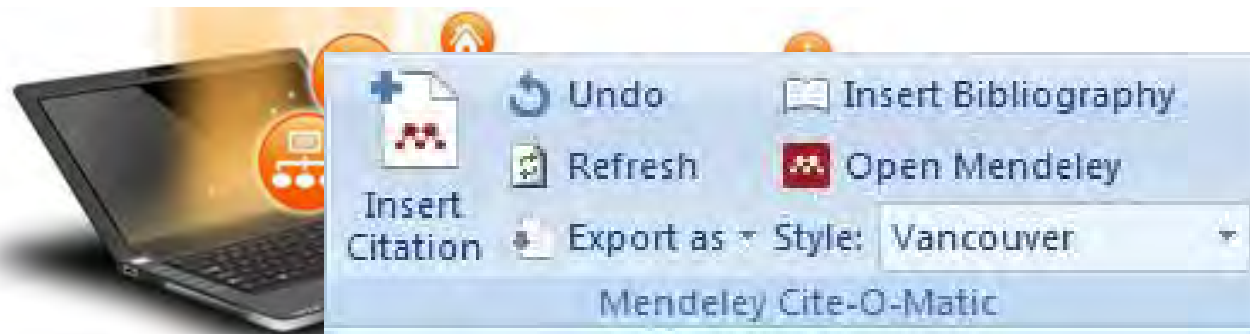 Undo
Insert Bibliography
Refresh
Open Mendeley
Insert
Citation
Export as
Style: Vancouver
Mendeley Cite-O-Matic